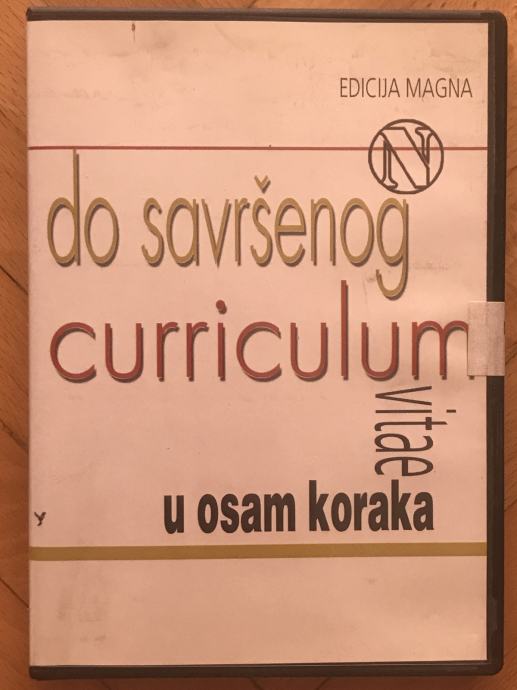 EDICIJA MAGNA
N
do savršenog
curriculum
vitae
u osam koraka